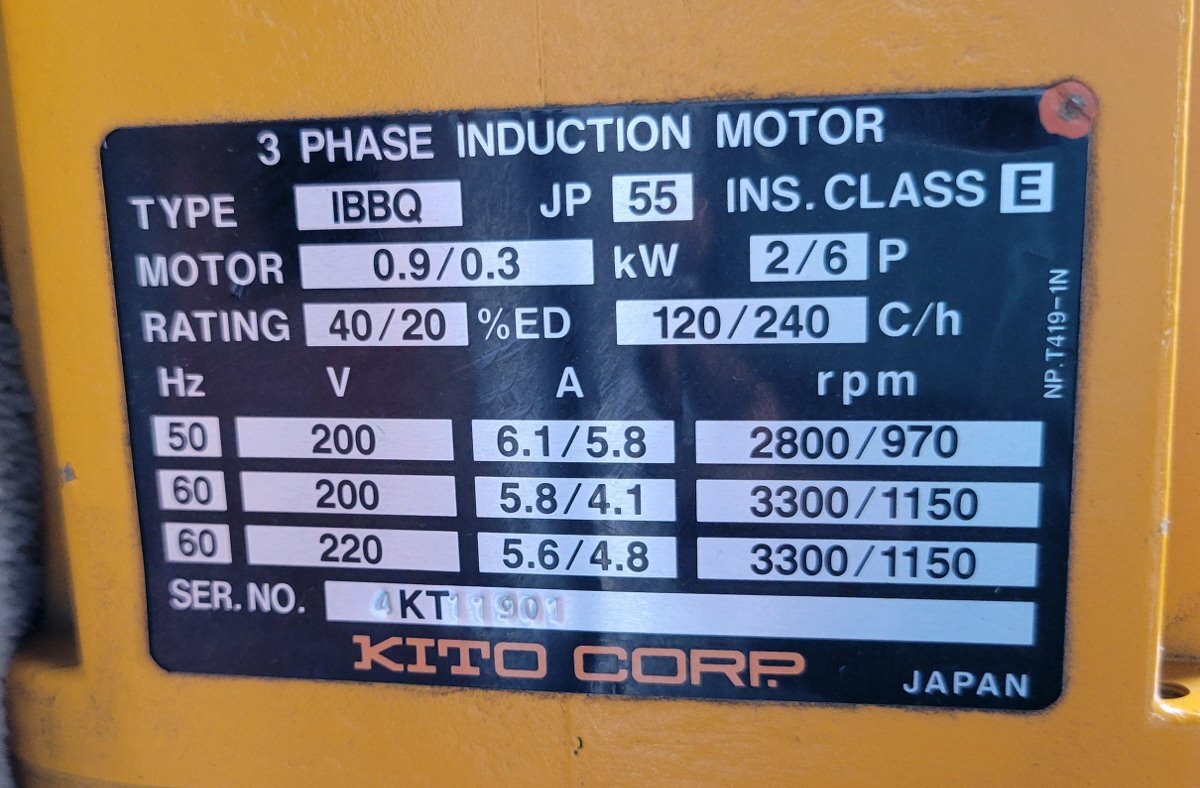 3 PHASE INDUCTION MOTOR
TYPE IBBQ JP 55 INS. CLASS E
MOTOR 0.9/0.3 kW 2/6 P
RATING 40/20 %ED 120/240 C/h
Hz V A rpm
50 200 6.1/5.8 2800/970
60 200 5.8/4.1 3300/1150
60 220 5.6/4.8 3300/1150
SER. NO. 4KT11901
KITO CORP.
JAPAN
NP.T419-1N